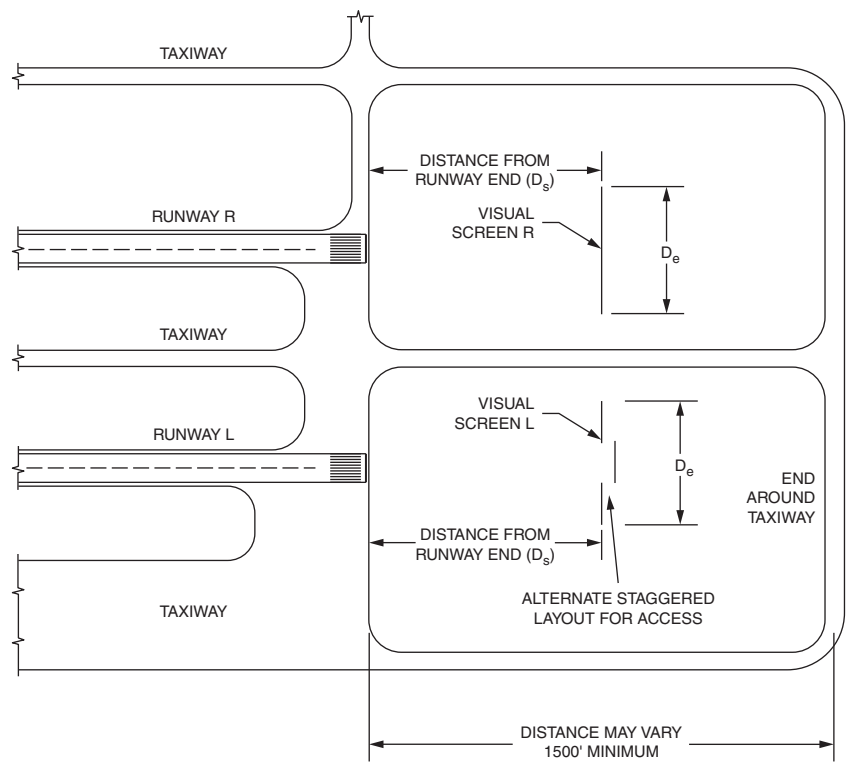 TAXIWAY
DISTANCE FROM
RUNWAY END (Dₛ)
RUNWAY R
VISUAL
SCREEN R
Dₑ
TAXIWAY
VISUAL
SCREEN L
RUNWAY L
Dₑ
END
AROUND
TAXIWAY
DISTANCE FROM
RUNWAY END (Dₛ)
TAXIWAY
ALTERNATE STAGGERED
LAYOUT FOR ACCESS
DISTANCE MAY VARY
1500' MINIMUM